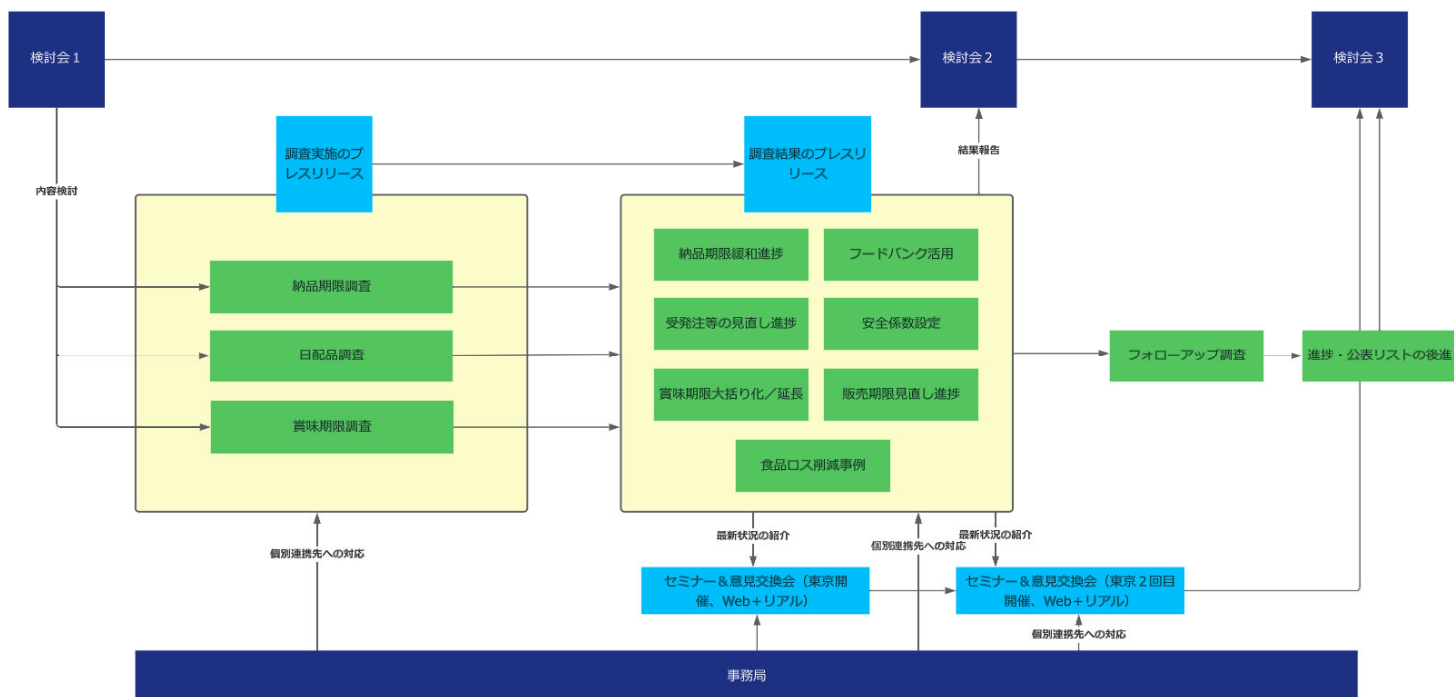 検討会1
検討会2
検討会3
調査実施のプ
レスリリース
調査結果のプレスリ
リース
結果報告
内容検討
納品期限調査
日配品調査
賞味期限調査
納品期限緩和進捗
フードバンク活用
受発注等の見直し進捗
安全係数設定
賞味期限大括り化／延長
販売期限見直し進捗
食品ロス削減事例
フォローアップ調査
進捗・公表リストの後進
個別連携先への対応
最新状況の紹介
個別連携先への対応
最新状況の紹介
セミナー＆意見交換会（東京開
催、Web＋リアル）
セミナー＆意見交換会（東京２回目
開催、Web＋リアル）
個別連携先への対応
事務局